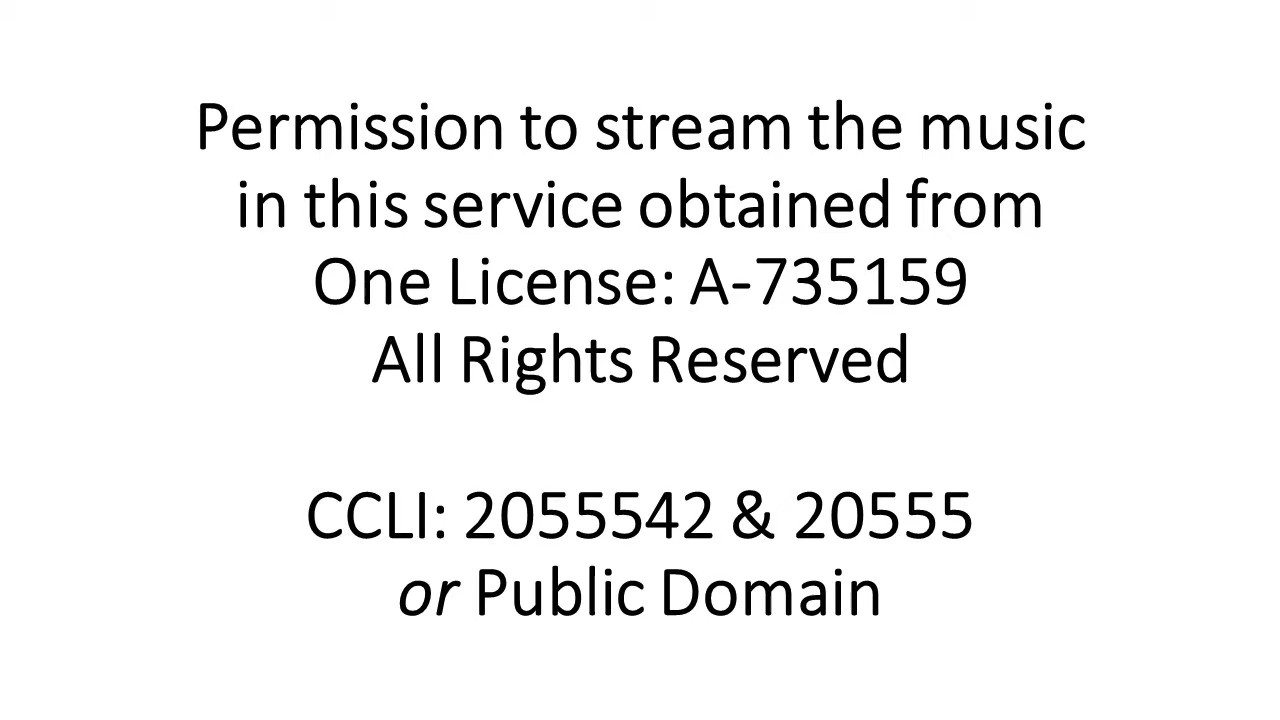 Permission to stream the music
in this service obtained from
One License: A-735159
All Rights Reserved
CCLI: 2055542 & 20555
or Public Domain